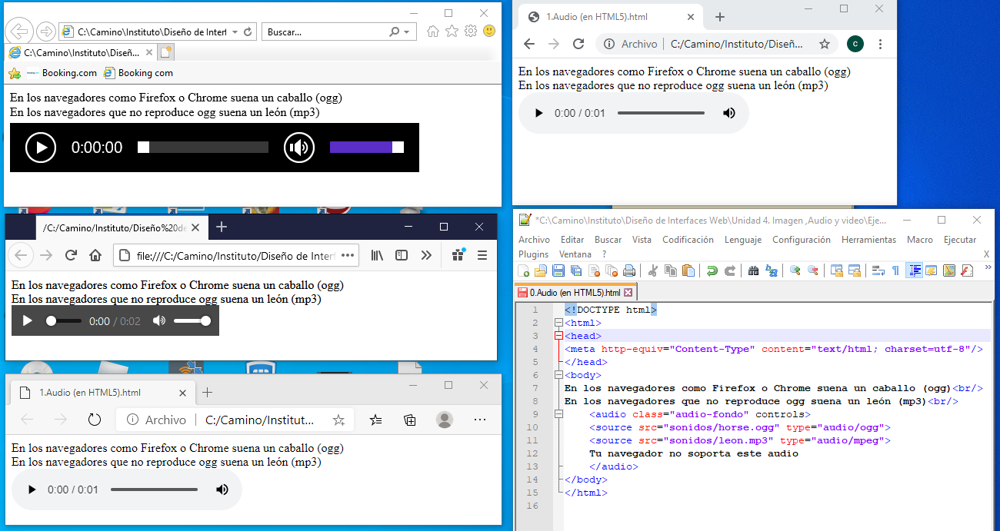 C:\Camino\Instituto\Diseño de Interf
Buscar...
C:\Camino\Instituto\Diseñ...
Booking.com
Booking com
En los navegadores como Firefox o Chrome suena un caballo (ogg)
En los navegadores que no reproduce ogg suena un león (mp3)
0:00:00
1.Audio (en HTML5).html
Archivo
C:/Camino/Instituto/Diseñ...
c
En los navegadores como Firefox o Chrome suena un caballo (ogg)
En los navegadores que no reproduce ogg suena un león (mp3)
0:00 / 0:01
/C:/Camino/Instituto/Diseño%20de
file:///C:/Camino/Instituto/Diseño de Interf
En los navegadores como Firefox o Chrome suena un caballo (ogg)
En los navegadores que no reproduce ogg suena un león (mp3)
0:00 / 0:02
1.Audio (en HTML5).html
Archivo
C:/Camino/Institut...
En los navegadores como Firefox o Chrome suena un caballo (ogg)
En los navegadores que no reproduce ogg suena un león (mp3)
0:00 / 0:01
*C:\Camino\Instituto\Diseño de Interfaces Web\Unidad 4. Imagen ,Audio y video\Eje...
Archivo Editar Buscar Vista Codificación Lenguaje Configuración Herramientas Macro Ejecutar
Plugins Ventana ? X
0.Audio (en HTML5).html
1 <!DOCTYPE html>
2 <html>
3 <head>
4 <meta http-equiv="Content-Type" content="text/html; charset=utf-8"/>
5 </head>
6 <body>
7 En los navegadores como Firefox o Chrome suena un caballo (ogg)<br/>
8 En los navegadores que no reproduce ogg suena un león (mp3)<br/>
9 <audio class="audio-fondo" controls>
10 <source src="sonidos/horse.ogg" type="audio/ogg">
11 <source src="sonidos/leon.mp3" type="audio/mpeg">
12 Tu navegador no soporta este audio
13 </audio>
14 </body>
15 </html>
16